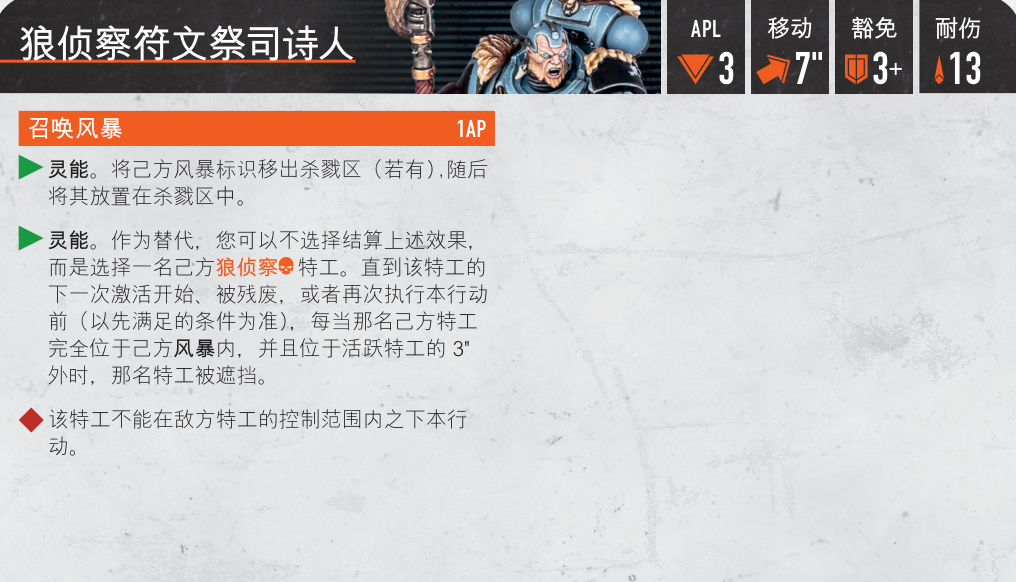 狼侦察符文祭司诗人
APL
3
移动
7"
豁免
3+
耐伤
13
召唤风暴 1AP
灵能。将己方风暴标识移出杀戮区（若有）,随后
将其放置在杀戮区中。
灵能。作为替代，您可以不选择结算上述效果，
而是选择一名己方狼侦察特工。直到该特工的
下一次激活开始、被残废，或者再次执行本行动
前（以先满足的条件为准），每当那名己方特工
完全位于己方风暴内，并且位于活跃特工的 3"
外时，那名特工被遮挡。
该特工不能在敌方特工的控制范围内之下本行
动。